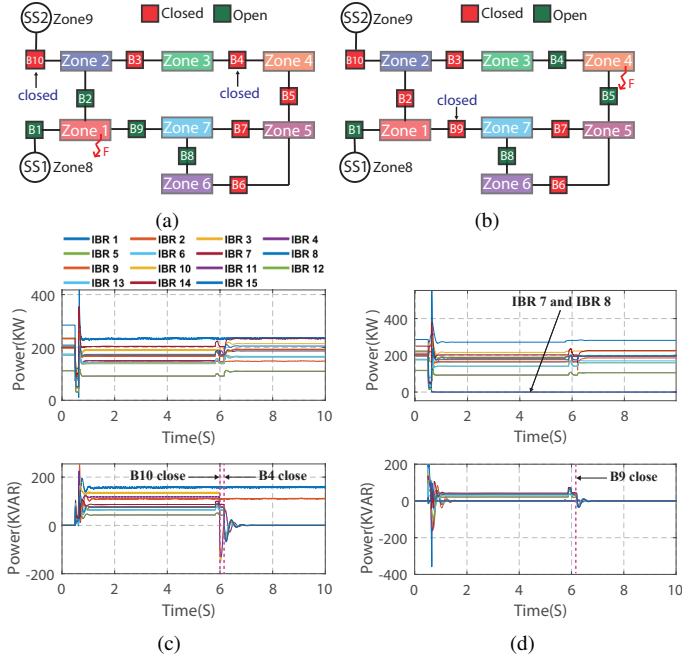 SS2 Zone9 Closed Open
B10 Zone 2 B3 Zone 3 B4 Zone 4
closed closed
B2 B5
B1 Zone 1 B9 Zone 7 B7 Zone 5
F
B8
SS1 Zone8
Zone 6 B6
(a)
SS2 Zone9 Closed Open
B10 Zone 2 B3 Zone 3 B4 Zone 4
F
B2 closed B5
B1 Zone 1 B9 Zone 7 B7 Zone 5
B8
SS1 Zone8
Zone 6 B6
(b)
IBR 1 IBR 2 IBR 3 IBR 4
IBR 5 IBR 6 IBR 7 IBR 8
IBR 9 IBR 10 IBR 11 IBR 12
IBR 13 IBR 14 IBR 15
Power(KW)
400
200
0
0 2 4 6 8 10
Time(S)
Power(KW)
400
200
0
IBR 7 and IBR 8
0 2 4 6 8 10
Time(S)
Power(KVAR)
200
0
-200
B10 close B4 close
0 2 4 6 8 10
Time(S)
(c)
Power(KVAR)
200
0
-200
-400
B9 close
0 2 4 6 8 10
Time(S)
(d)